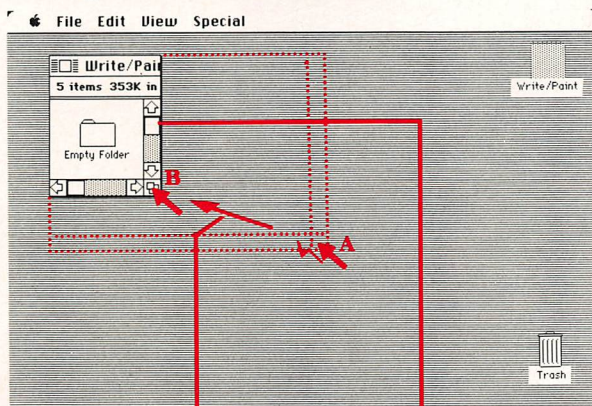 File Edit View Special
Write/Pai
5 items 353K in
Empty Folder
B
A
Write/Paint
Trash